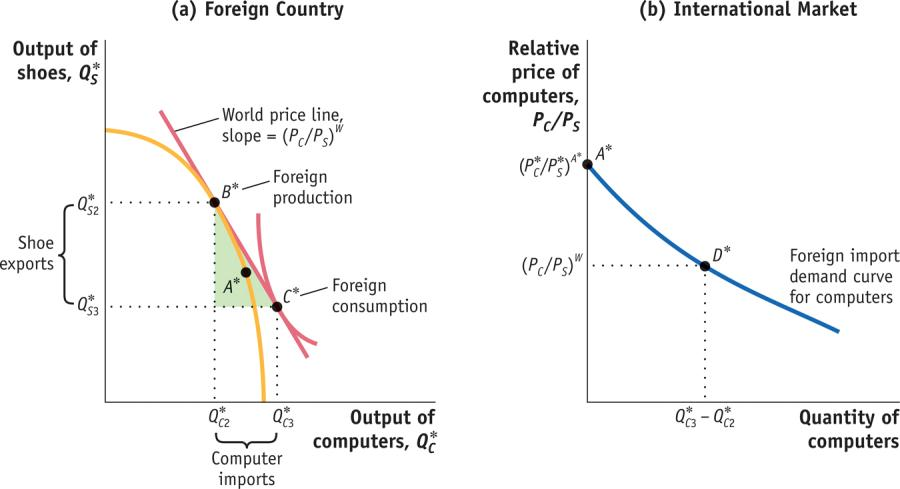 (a) Foreign Country
Output of
shoes, Q*S
World price line,
slope = (PC/PS)W
B*
Foreign
production
Q*S2
Shoe
exports
A*
C*
Foreign
consumption
Q*S3
Q*C2
Q*C3
Output of
computers, Q*C
Computer
imports
(b) International Market
Relative
price of
computers,
PC/PS
(P*C/P*S)A*
A*
(PC/PS)W
D*
Foreign import
demand curve
for computers
Q*C3 – Q*C2
Quantity of
computers